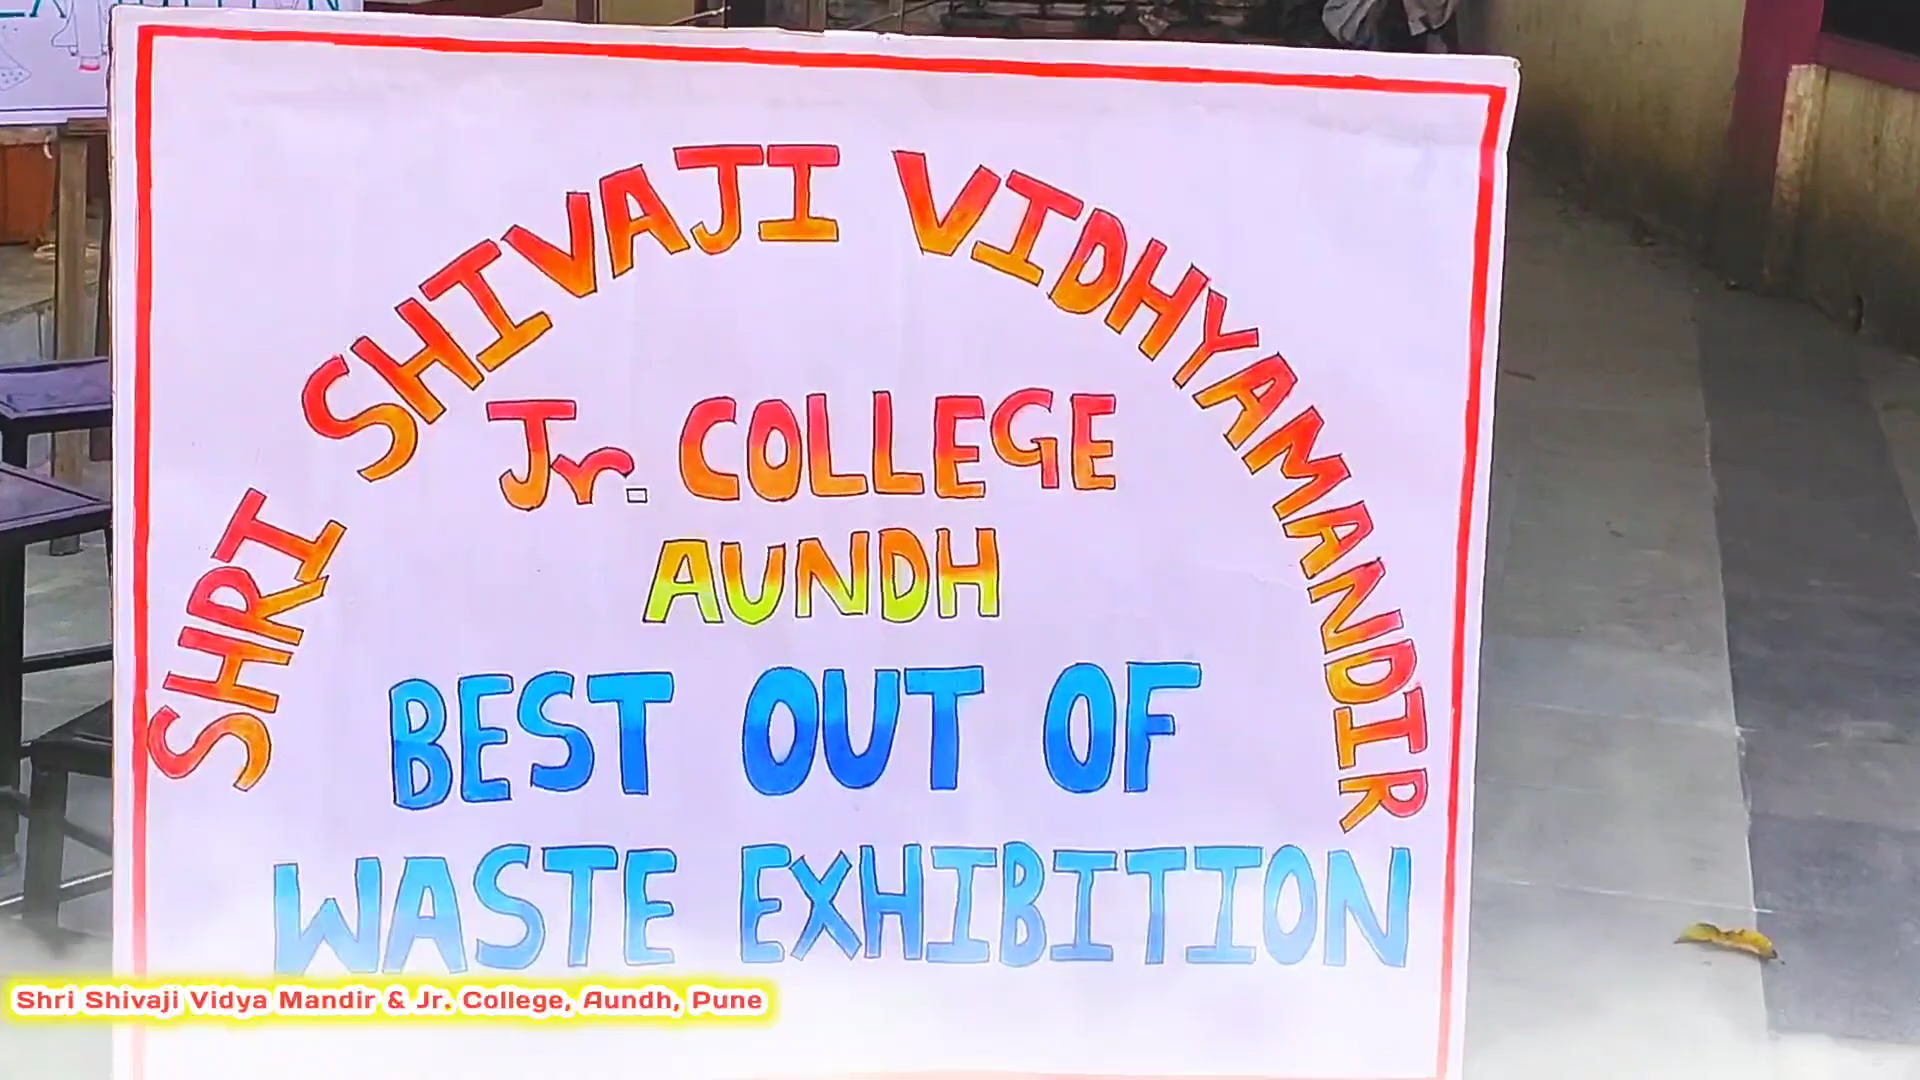 SHRI SHIVAJI VIDHYAMANDIR
Jr. COLLEGE
AUNDH
BEST OUT OF
WASTE EXHIBITION
Shri Shivaji Vidya Mandir & Jr. College, Aundh, Pune